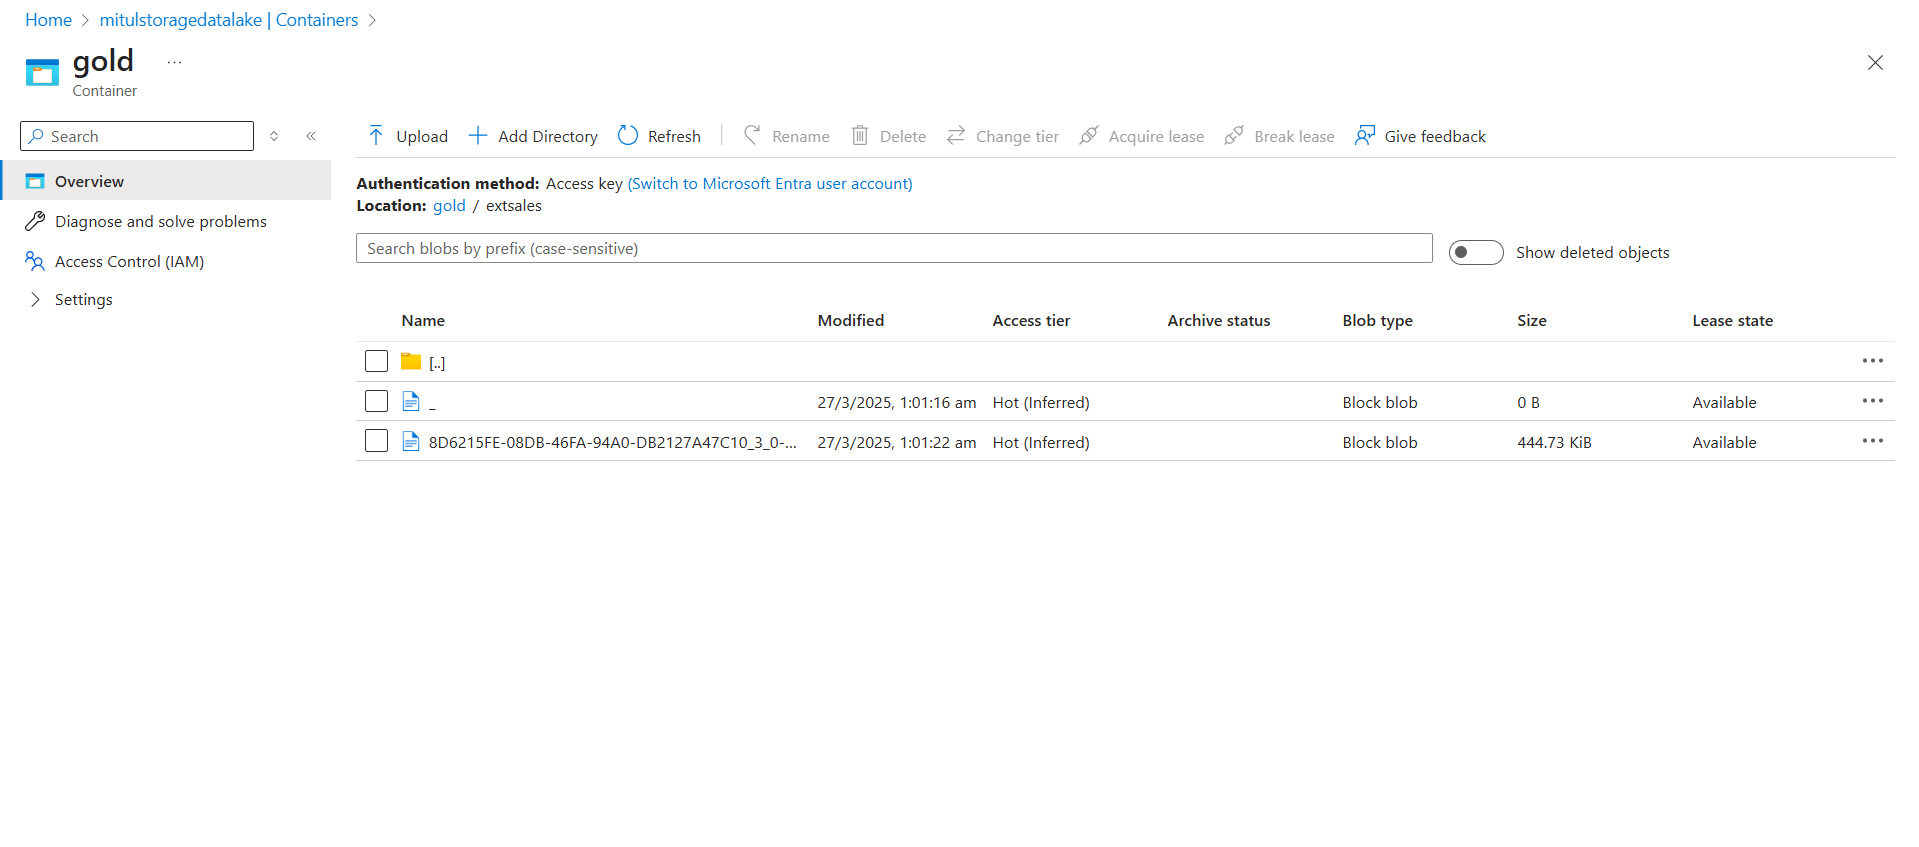 Home > mitulstoragedatalake | Containers >
gold ...
Container
Search
Overview
Diagnose and solve problems
Access Control (IAM)
Settings
Upload Add Directory Refresh Rename Delete Change tier Acquire lease Break lease Give feedback
Authentication method: Access key (Switch to Microsoft Entra user account)
Location: gold / extsales
Search blobs by prefix (case-sensitive)
Show deleted objects
Name Modified Access tier Archive status Blob type Size Lease state
[..]
_ 27/3/2025, 1:01:16 am Hot (Inferred) Block blob 0 B Available
8D6215FE-08DB-46FA-94A0-DB2127A47C10_3_0-... 27/3/2025, 1:01:22 am Hot (Inferred) Block blob 444.73 KiB Available